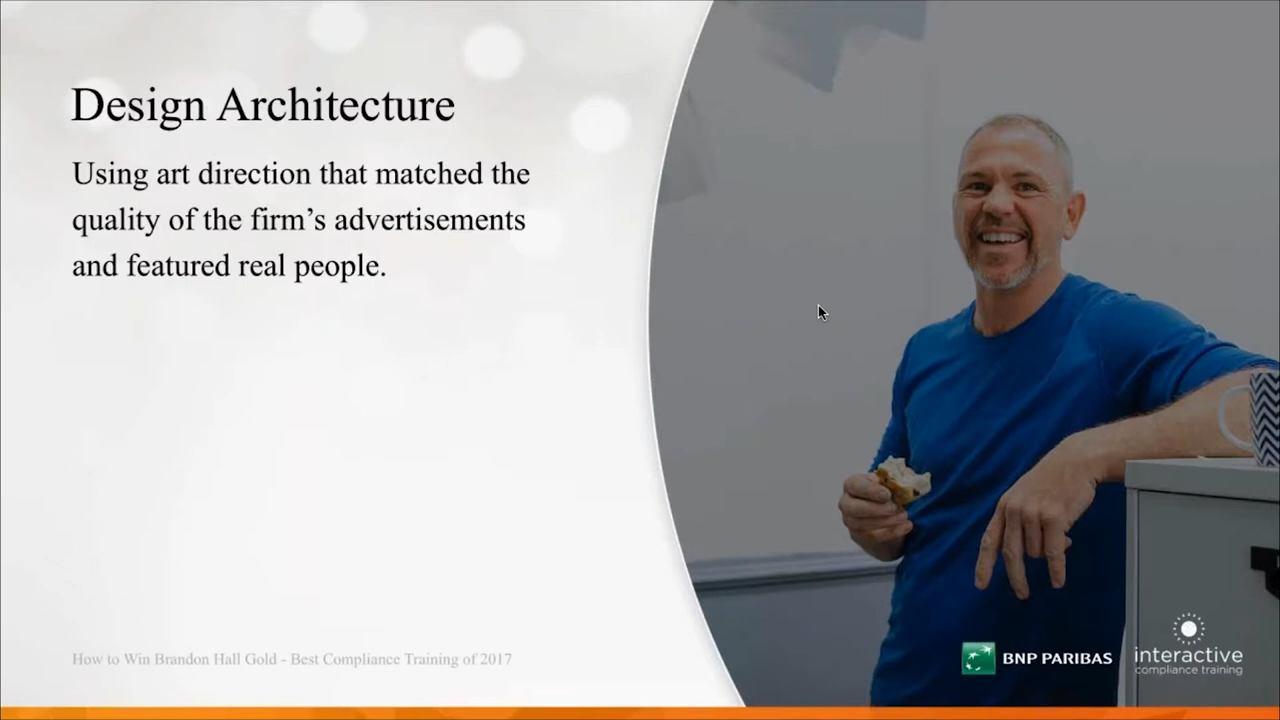 Design Architecture
Using art direction that matched the
quality of the firm’s advertisements
and featured real people.
How to Win Brandon Hall Gold - Best Compliance Training of 2017
BNP PARIBAS
interactive
compliance training